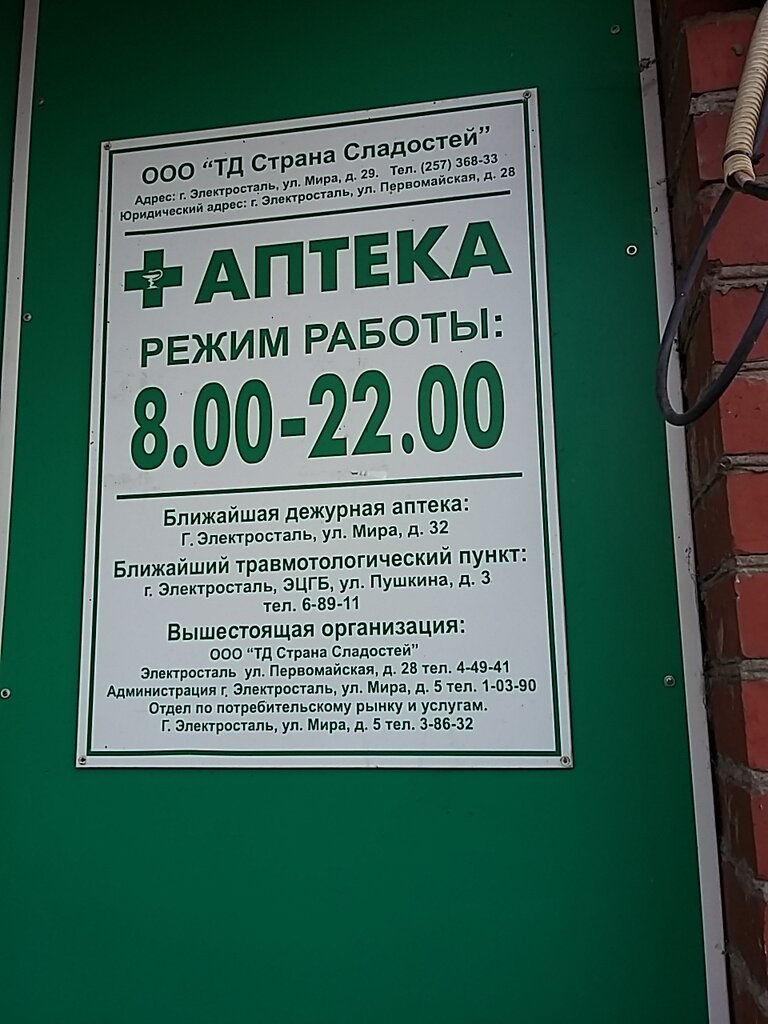 ООО “ТД Страна Сладостей”
Адрес: г. Электросталь, ул. Мира, д. 29. Тел. (257) 368-33
Юридический адрес: г. Электросталь, ул. Первомайская, д. 28
АПТЕКА
РЕЖИМ РАБОТЫ:
8.00-22.00
Ближайшая дежурная аптека:
Г. Электросталь, ул. Мира, д. 32
Ближайший травмотологический пункт:
г. Электросталь, ЭЦГБ, ул. Пушкина, д. 3
тел. 6-89-11
Вышестоящая организация:
ООО “ТД Страна Сладостей”
Электросталь ул. Первомайская, д. 28 тел. 4-49-41
Администрация г, Электросталь, ул. Мира, д. 5 тел. 1-03-90
Отдел по потребительскому рынку и услугам.
Г. Электросталь, ул. Мира, д. 5 тел. 3-86-32